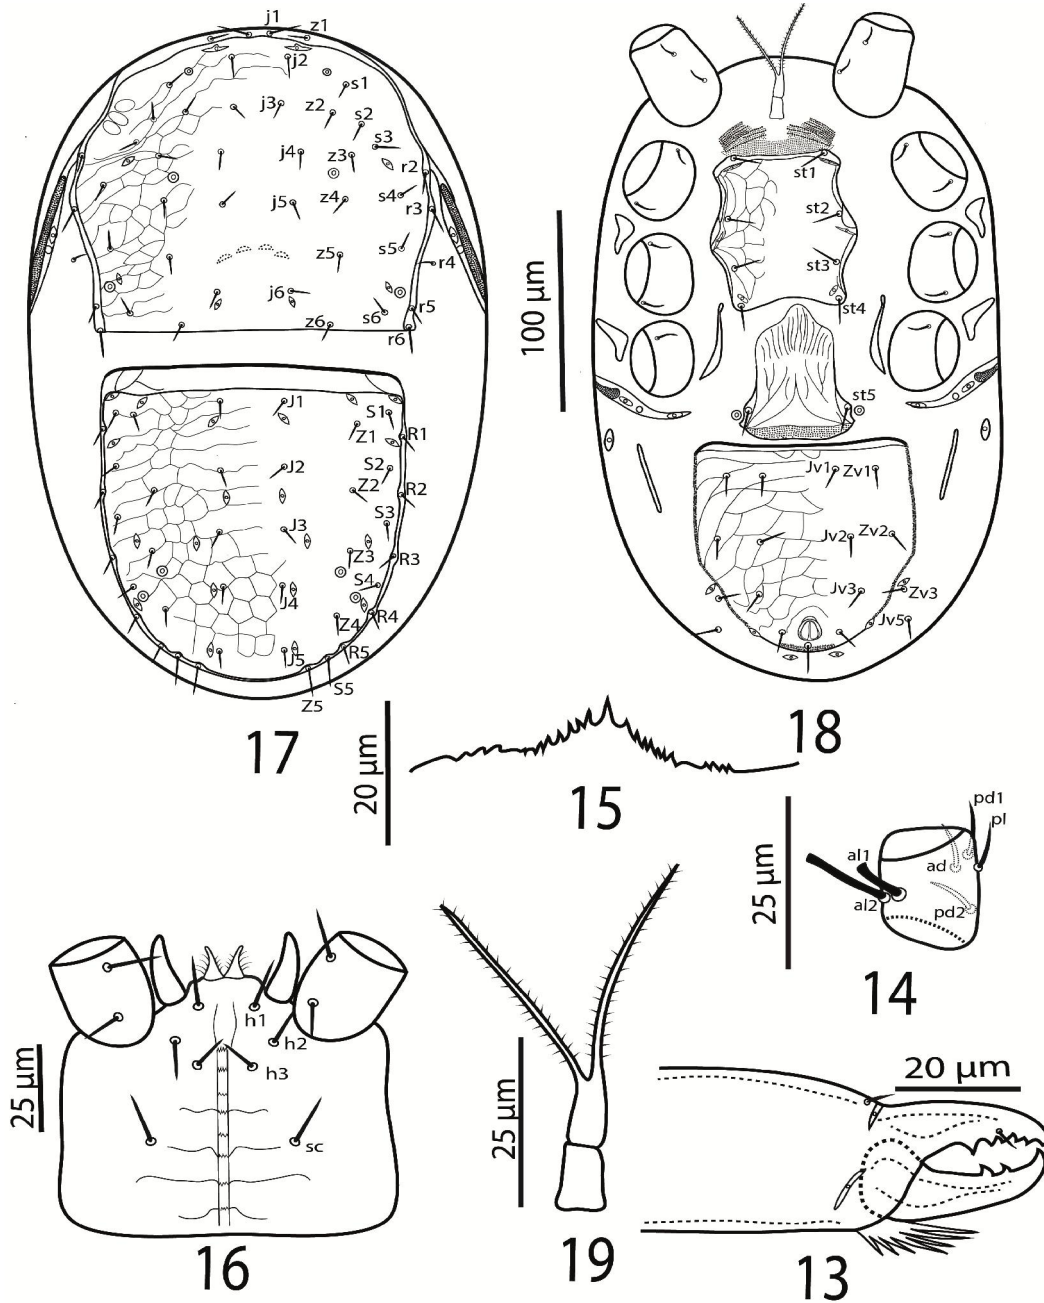 j1
z1
j2
s1
j3
z2
s2
s3
j4
z3
r2
j5
z4
s4
r3
z5
s5
r4
j6
s6
r5
z6
r6
J1
S1
Z1
R1
J2
S2
Z2
R2
J3
S3
Z3
R3
J4
S4
Z4
R4
J5
R5
S5
Z5
17
100 µm
st1
st2
st3
st4
st5
Jv1 Zv1
Jv2 Zv2
Jv3 Zv3
Jv5
18
20 µm
15
25 µm
pd1
pl
al1
ad
al2
pd2
14
25 µm
h1
h2
h3
sc
16
25 µm
19
20 µm
13